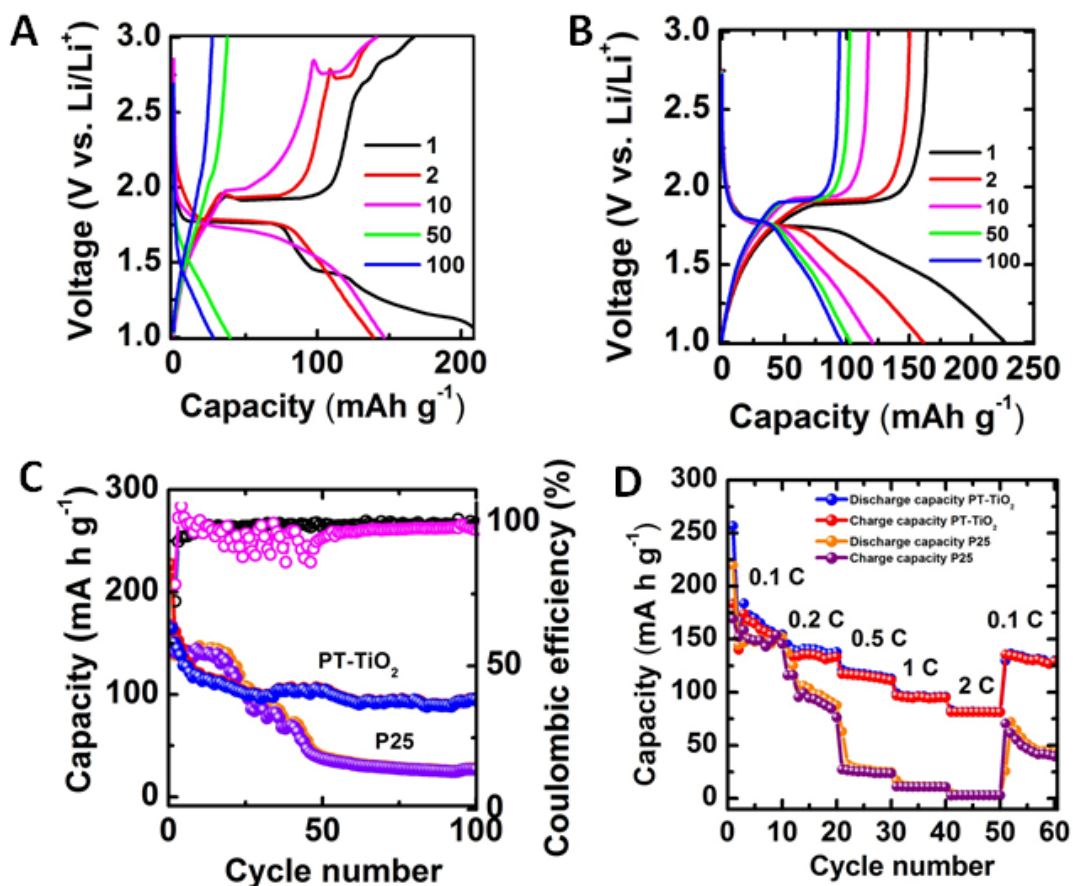 A
3.0
2.5
2.0
1.5
1.0
Voltage (V vs. Li/Li⁺)
1
2
10
50
100
0
100
200
Capacity (mAh g⁻¹)
B
3.0
2.5
2.0
1.5
1.0
Voltage (V vs. Li/Li⁺)
1
2
10
50
100
0
50
100
150
200
250
Capacity (mAh g⁻¹)
C
300
200
100
0
Capacity (mA h g⁻¹)
PT-TiO₂
P25
100
50
0
Coulombic efficiency (%)
0
50
100
Cycle number
D
300
250
200
150
100
50
0
Capacity (mA h g⁻¹)
Discharge capacity PT-TiO₂
Charge capacity PT-TiO₂
Discharge capacity P25
Charge capacity P25
0.1 C
0.2 C
0.5 C
1 C
2 C
0.1 C
0
10
20
30
40
50
60
Cycle number